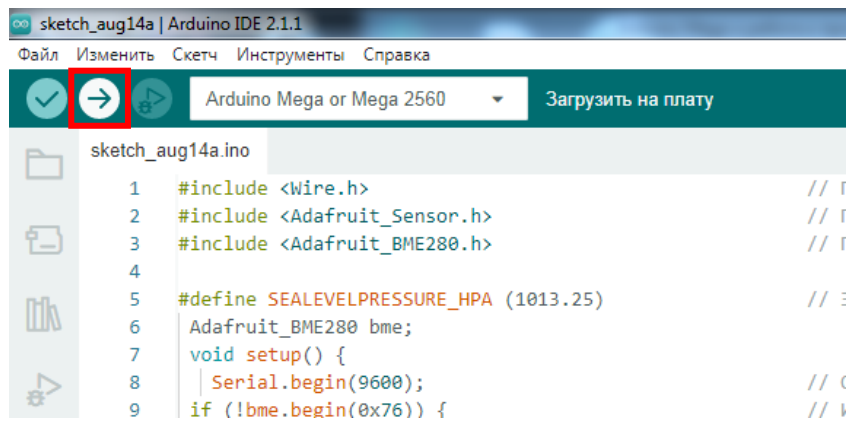 sketch_aug14a | Arduino IDE 2.1.1
Файл Изменить Скетч Инструменты Справка
Arduino Mega or Mega 2560 Загрузить на плату
sketch_aug14a.ino
1 #include <Wire.h> //
2 #include <Adafruit_Sensor.h> //
3 #include <Adafruit_BME280.h> //
4
5 #define SEALEVELPRESSURE_HPA (1013.25) //
6 Adafruit_BME280 bme;
7 void setup() {
8 Serial.begin(9600); //
9 if (!bme.begin(0x76)) { //